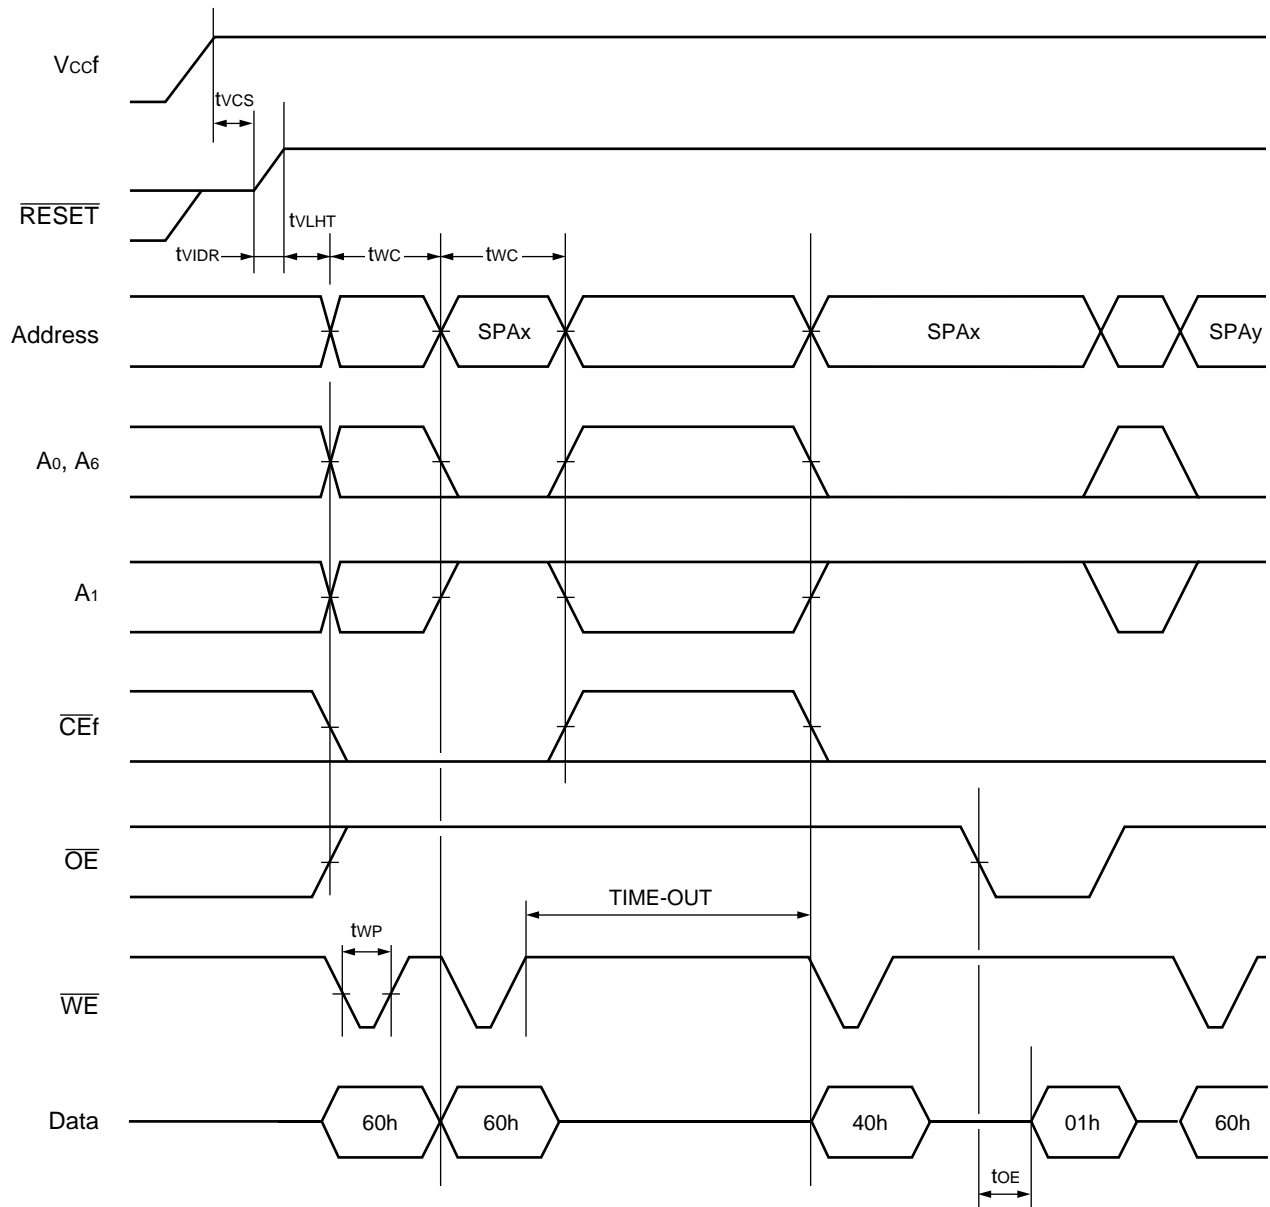 VCCf
tVCS
RESET
tVLHT
tVIDR
tWC
tWC
Address
SPAx
SPAx
SPAy
A0, A6
A1
CEf
OE
TIME-OUT
tWP
WE
Data
60h
60h
40h
01h
60h
tOE